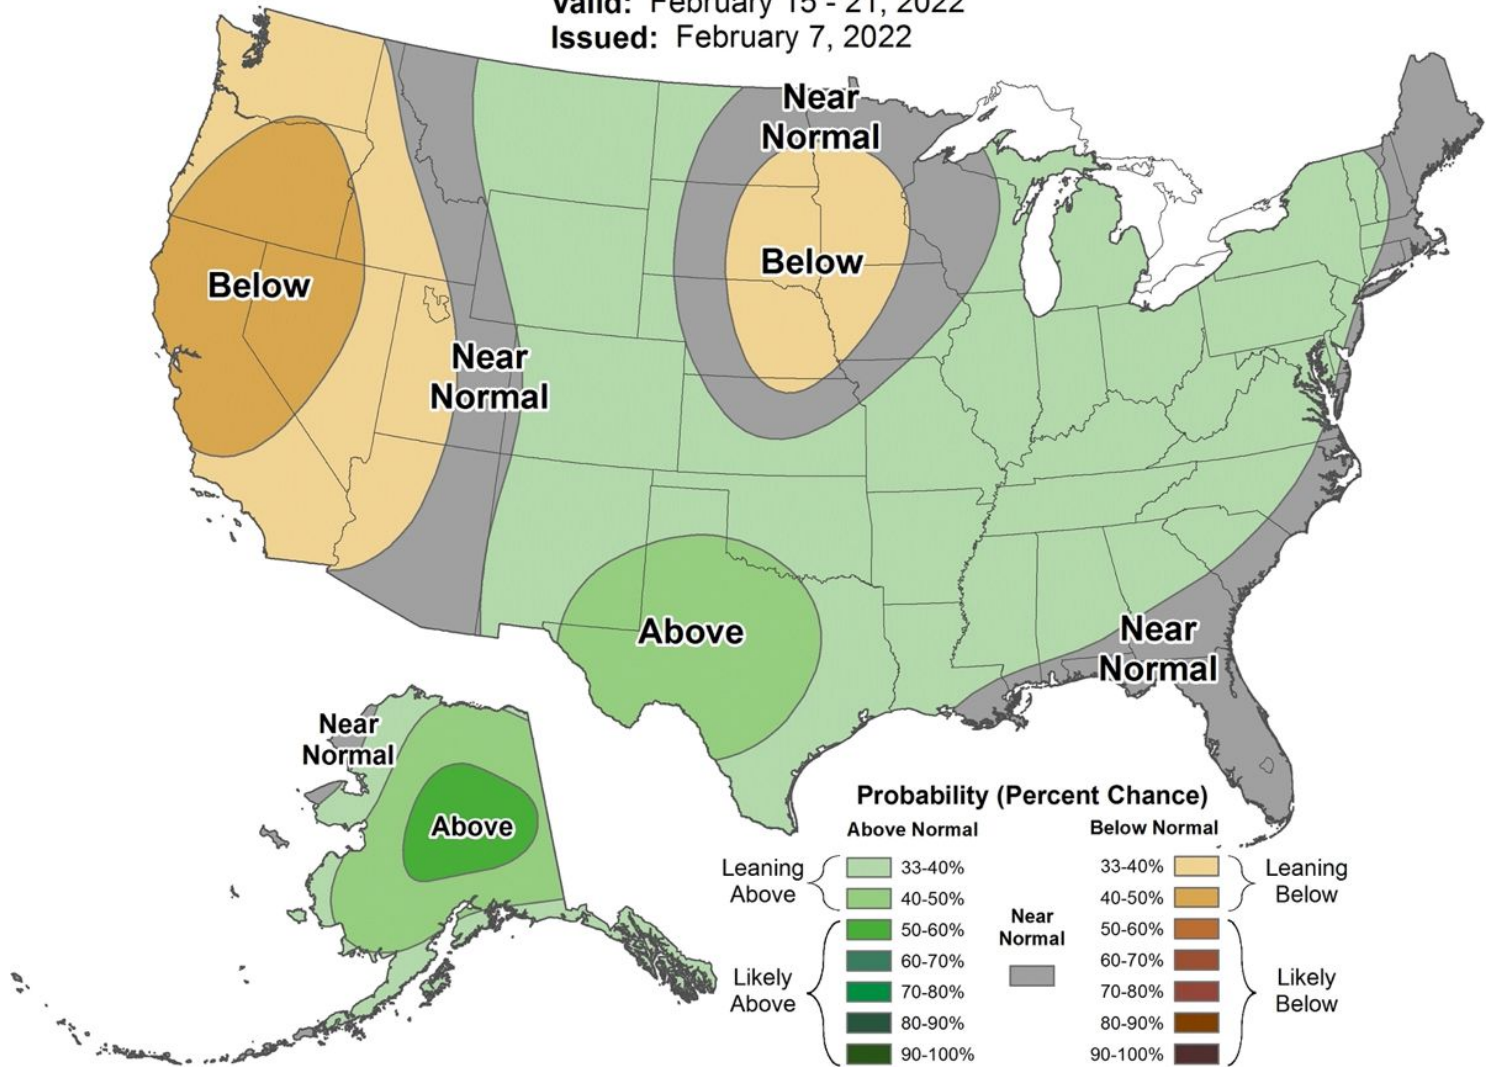 Valid: February 15 - 21, 2022
Issued: February 7, 2022
Near
Normal
Below
Below
Near
Normal
Above
Near
Normal
Near
Normal
Above
Probability (Percent Chance)
Above Normal
Below Normal
Leaning
Above
33-40%
40-50%
Likely
Above
50-60%
60-70%
70-80%
80-90%
90-100%
Near
Normal
33-40%
40-50%
Leaning
Below
50-60%
60-70%
70-80%
80-90%
90-100%
Likely
Below